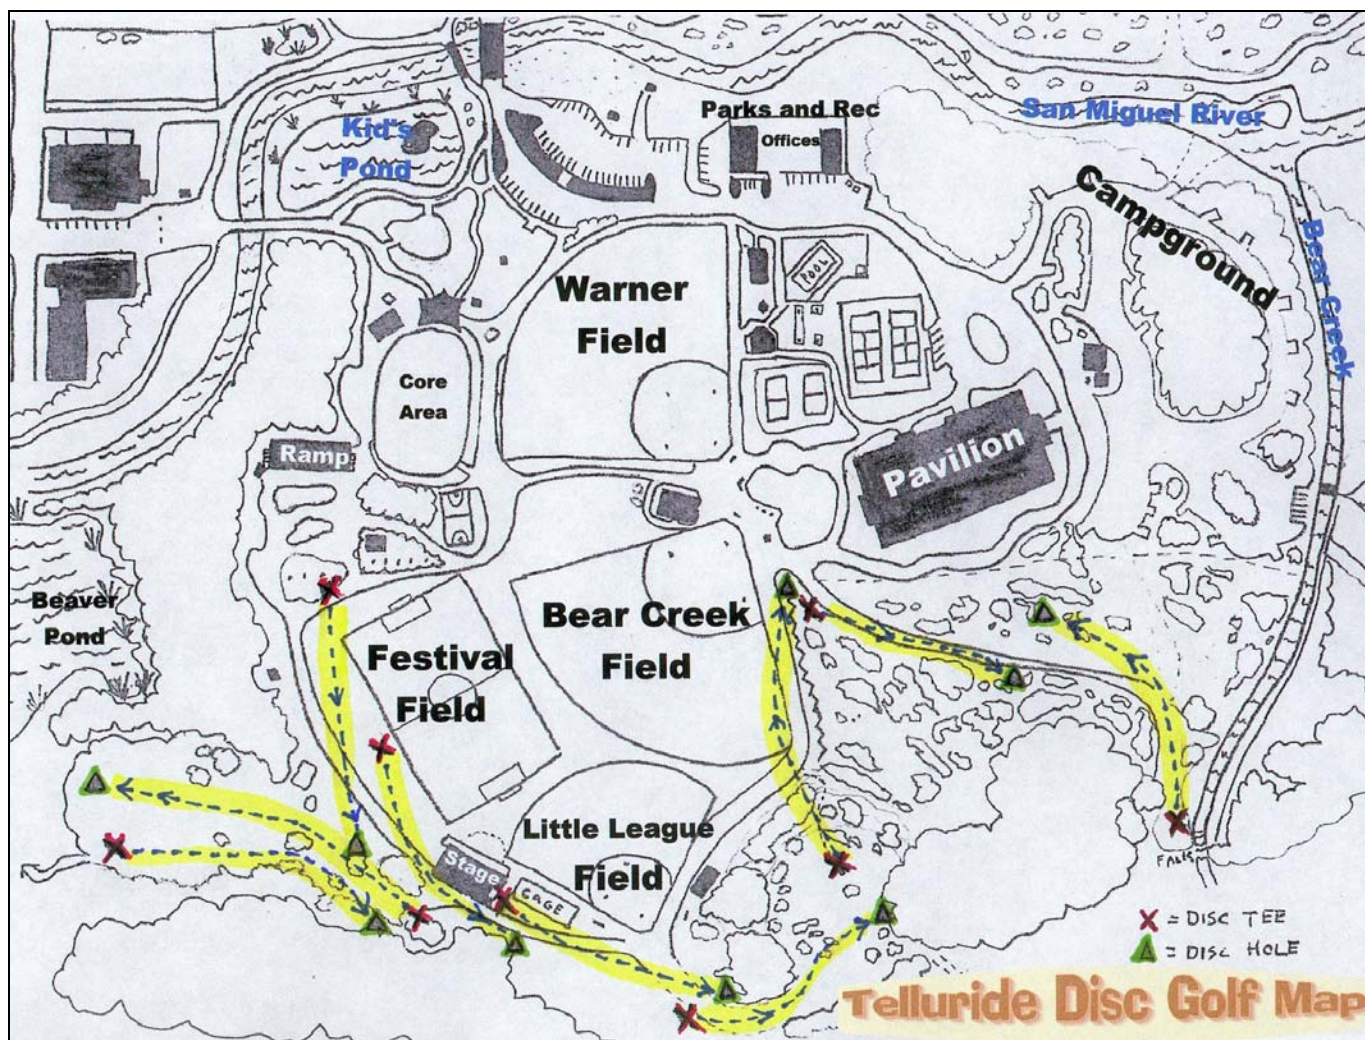 Kid's
Pond
Parks and Rec
Offices
San Miguel River
Campground
Bear Creek
Warner
Field
POOL
Core
Area
Ramp
Pavilion
Beaver
Pond
Festival
Field
Bear Creek
Field
Little League
Field
Stage
CAGE
FALLS
X = DISC TEE
= DISC HOLE
Telluride Disc Golf Map